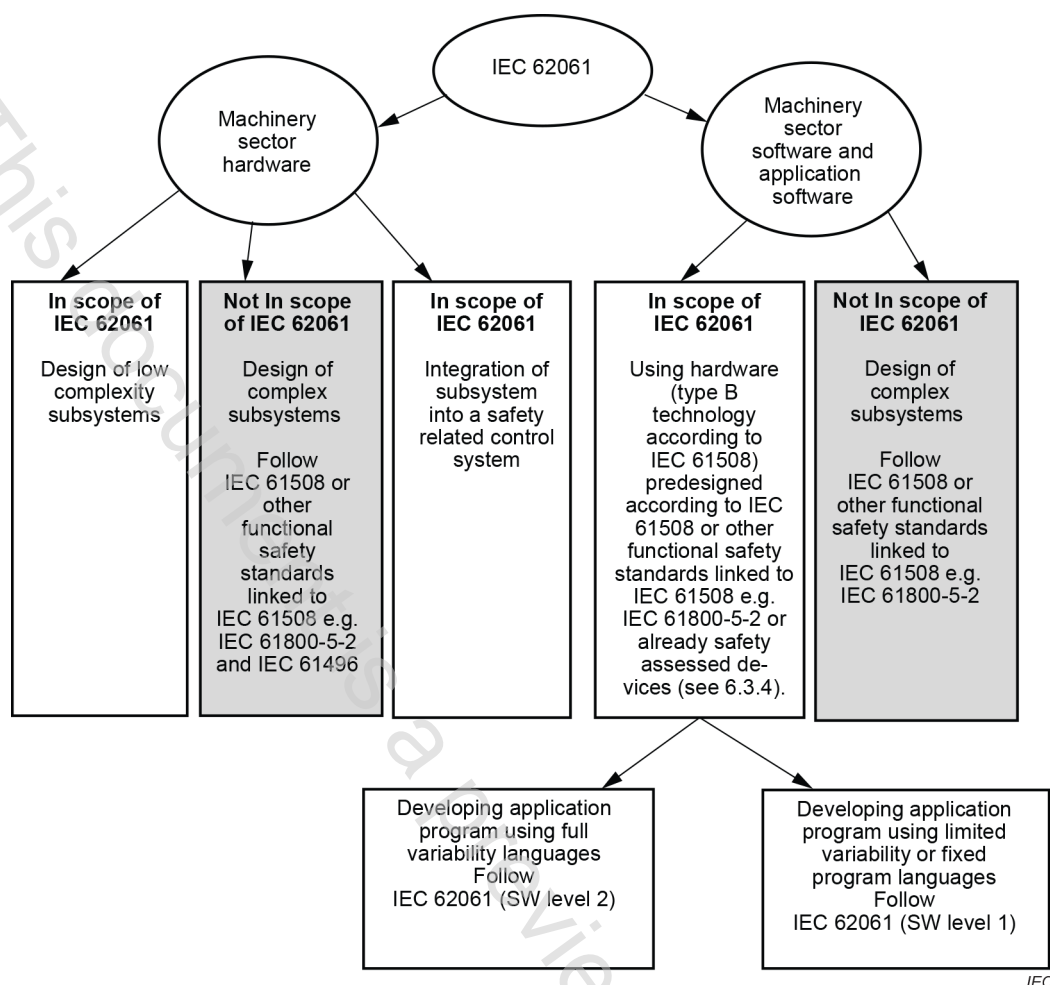 IEC 62061
Machinery
sector
hardware
Machinery
sector
software and
application
software
In scope of
IEC 62061
Design of low
complexity
subsystems
Not In scope
of IEC 62061
Design of
complex
subsystems
Follow
IEC 61508 or
other
functional
safety
standards
linked to
IEC 61508 e.g.
IEC 61800-5-2
and IEC 61496
In scope of
IEC 62061
Integration of
subsystem
into a safety
related control
system
In scope of
IEC 62061
Using hardware
(type B
technology
according to
IEC 61508)
predesigned
according to IEC
61508 or other
functional safety
standards linked to
IEC 61508 e.g.
IEC 61800-5-2 or
already safety
assessed de-
vices (see 6.3.4).
Not In scope of
IEC 62061
Design of
complex
subsystems
Follow
IEC 61508 or
other functional
safety standards
linked to
IEC 61508 e.g.
IEC 61800-5-2
Developing application
program using full
variability languages
Follow
IEC 62061 (SW level 2)
Developing application
program using limited
variability or fixed
program languages
Follow
IEC 62061 (SW level 1)
IEC
This document is a preview